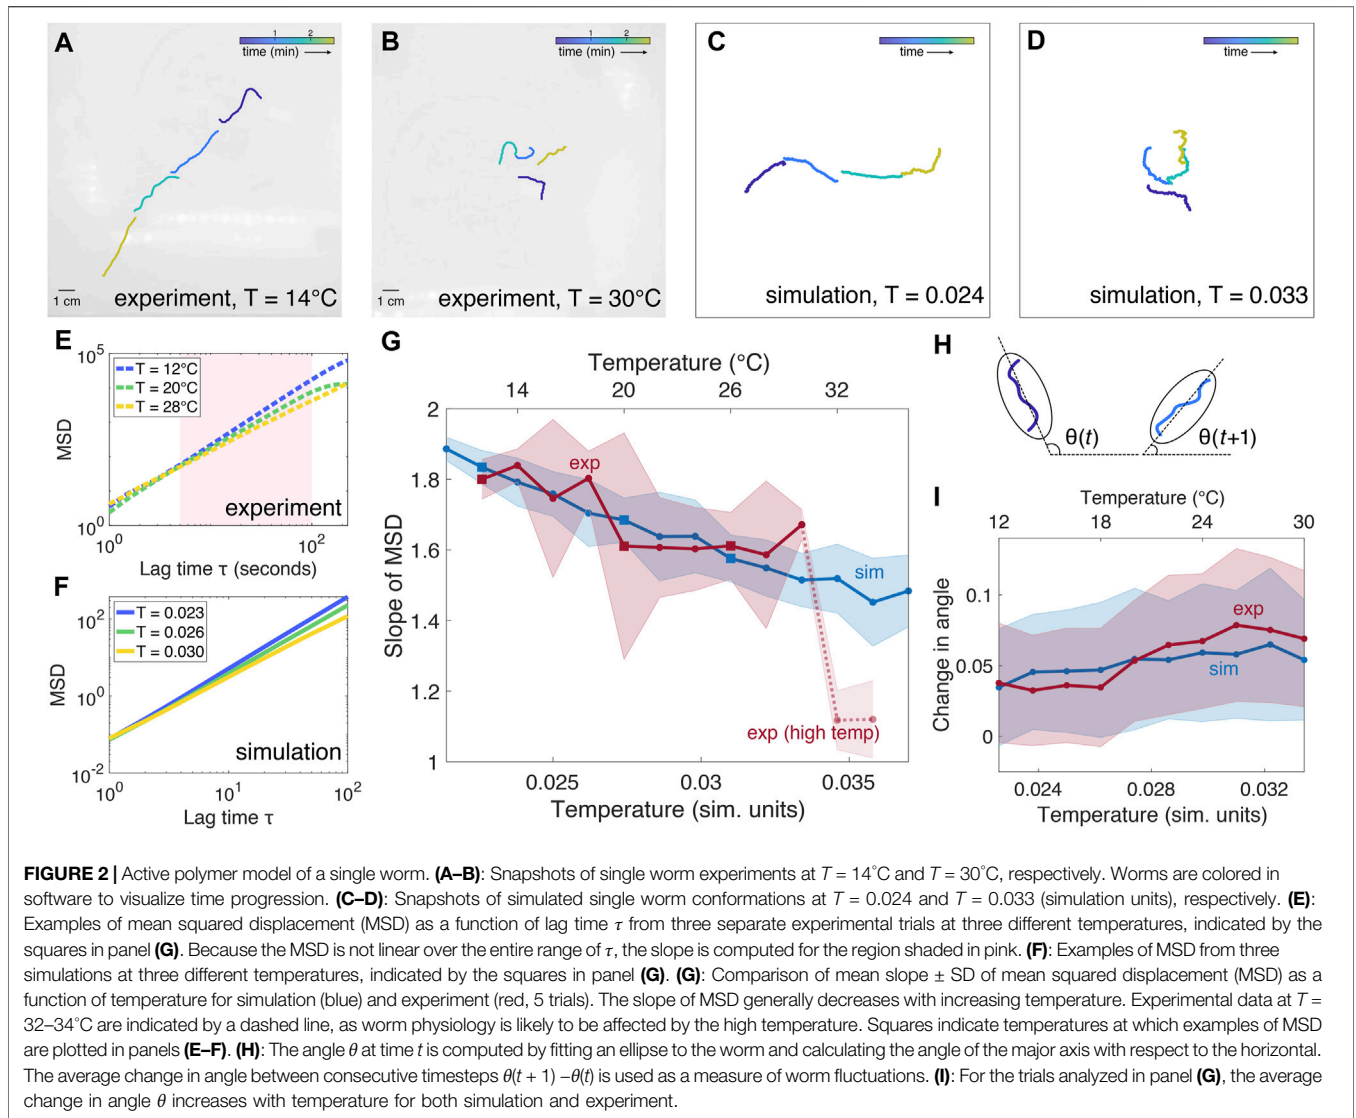 A
1 2
time (min)
1 cm
experiment, T = 14°C
B
1 2
time (min)
1 cm
experiment, T = 30°C
C
time
simulation, T = 0.024
D
time
simulation, T = 0.033
E
10^5
T = 12°C
T = 20°C
T = 28°C
MSD
10^0
experiment
10^0 10^2
Lag time τ (seconds)
F
10^2
T = 0.023
T = 0.026
T = 0.030
MSD
10^0
simulation
10^-2
10^0 10^1 10^2
Lag time τ
G
Temperature (°C)
14 20 26 32
2
1.8
1.6
1.4
1.2
1
Slope of MSD
exp
sim
exp (high temp)
0.025 0.03 0.035
Temperature (sim. units)
H
θ(t)
θ(t+1)
I
Temperature (°C)
12 18 24 30
0.1
0.05
0
Change in angle
exp
sim
0.024 0.028 0.032
Temperature (sim. units)
FIGURE 2 | Active polymer model of a single worm. (A–B): Snapshots of single worm experiments at T = 14°C and T = 30°C, respectively. Worms are colored in
software to visualize time progression. (C–D): Snapshots of simulated single worm conformations at T = 0.024 and T = 0.033 (simulation units), respectively. (E):
Examples of mean squared displacement (MSD) as a function of lag time τ from three separate experimental trials at three different temperatures, indicated by the
squares in panel (G). Because the MSD is not linear over the entire range of τ, the slope is computed for the region shaded in pink. (F): Examples of MSD from three
simulations at three different temperatures, indicated by the squares in panel (G). (G): Comparison of mean slope ± SD of mean squared displacement (MSD) as a
function of temperature for simulation (blue) and experiment (red, 5 trials). The slope of MSD generally decreases with increasing temperature. Experimental data at T =
32–34°C are indicated by a dashed line, as worm physiology is likely to be affected by the high temperature. Squares indicate temperatures at which examples of MSD
are plotted in panels (E–F). (H): The angle θ at time t is computed by fitting an ellipse to the worm and calculating the angle of the major axis with respect to the horizontal.
The average change in angle between consecutive timesteps θ(t + 1) –θ(t) is used as a measure of worm fluctuations. (I): For the trials analyzed in panel (G), the average
change in angle θ increases with temperature for both simulation and experiment.